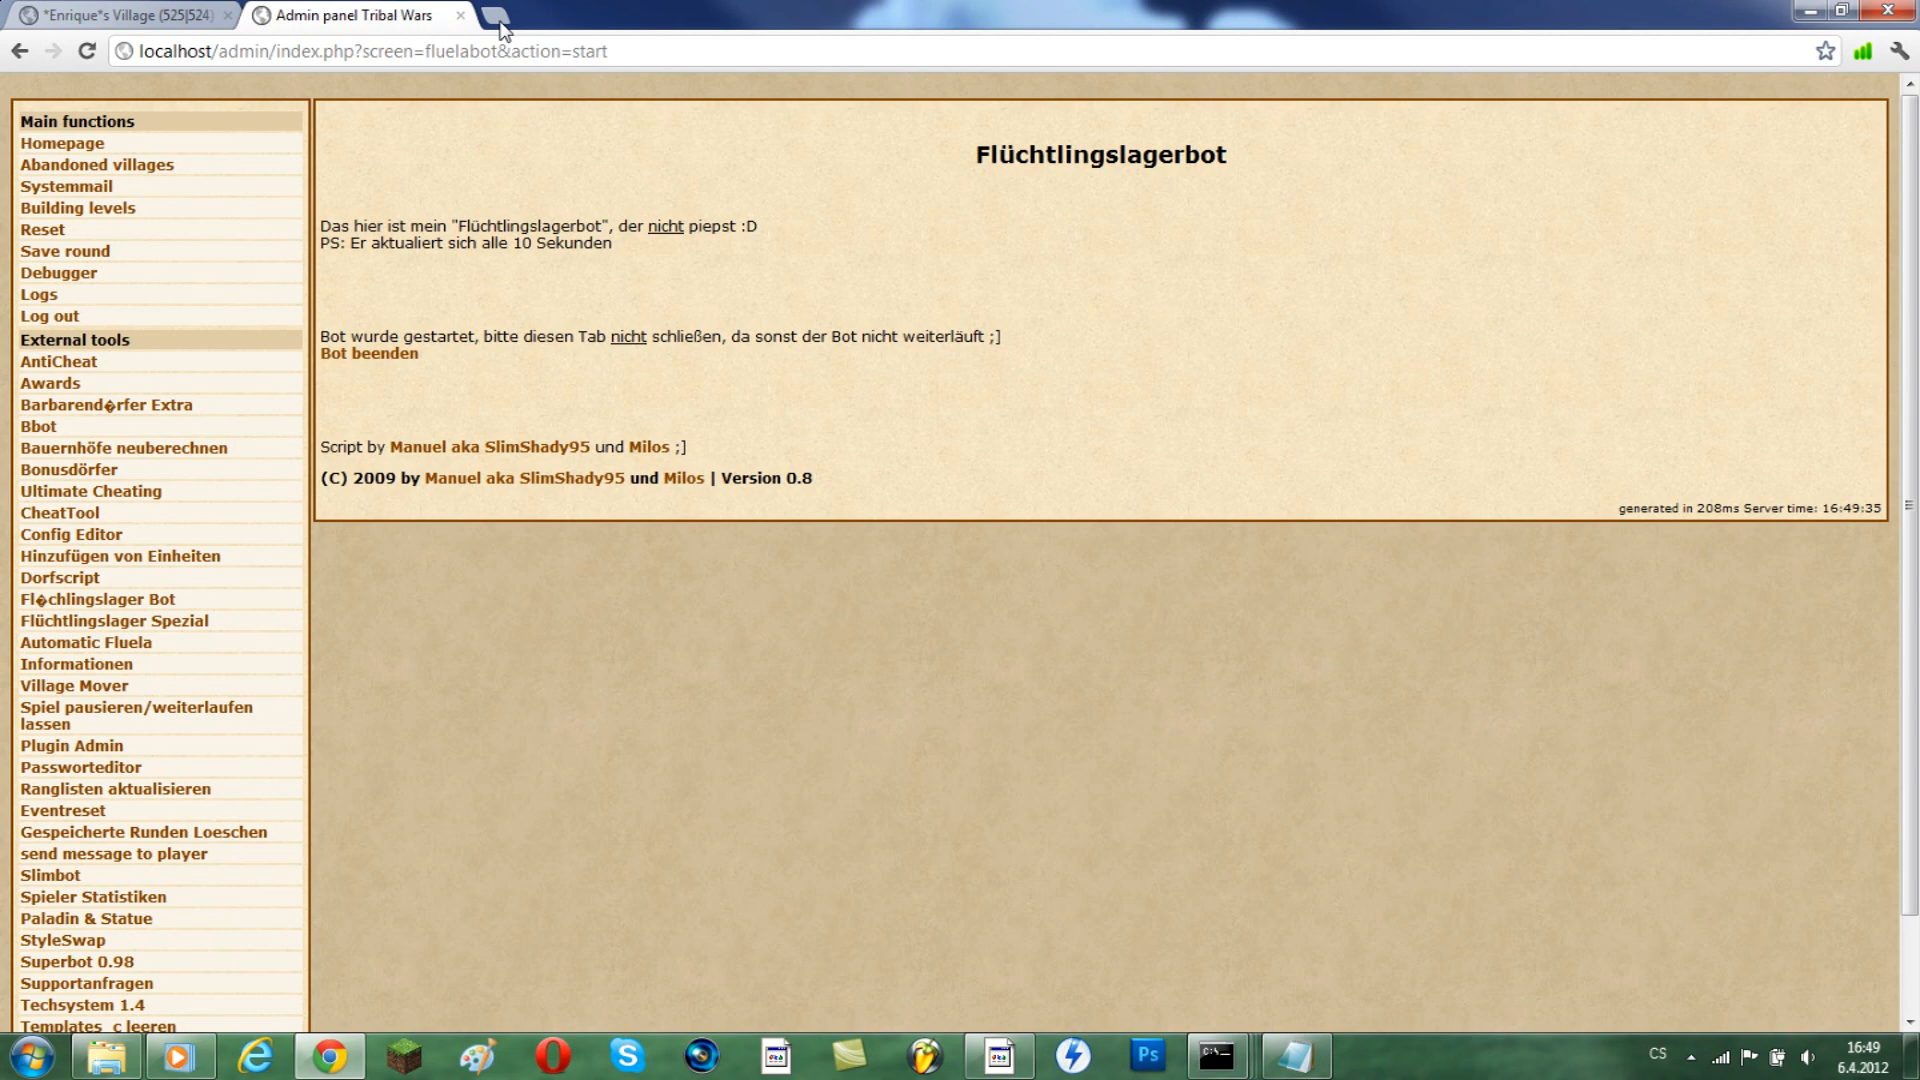 *Enrique*s Village (525|524)
Admin panel Tribal Wars
localhost/admin/index.php?screen=fluelabot&action=start
Main functions
Homepage
Abandoned villages
Systemmail
Building levels
Reset
Save round
Debugger
Logs
Log out
External tools
AntiCheat
Awards
Barbarend�rfer Extra
Bbot
Bauernhöfe neuberechnen
Bonusdörfer
Ultimate Cheating
CheatTool
Config Editor
Hinzufügen von Einheiten
Dorfscript
Fl�chlingslager Bot
Flüchtlingslager Spezial
Automatic Fluela
Informationen
Village Mover
Spiel pausieren/weiterlaufen
lassen
Plugin Admin
Passworteditor
Ranglisten aktualisieren
Eventreset
Gespeicherte Runden Loeschen
send message to player
Slimbot
Spieler Statistiken
Paladin & Statue
StyleSwap
Superbot 0.98
Supportanfragen
Techsystem 1.4
Templates_c leeren
Flüchtlingslagerbot
Das hier ist mein "Flüchtlingslagerbot", der nicht piepst :D
PS: Er aktualiert sich alle 10 Sekunden
Bot wurde gestartet, bitte diesen Tab nicht schließen, da sonst der Bot nicht weiterläuft ;]
Bot beenden
Script by Manuel aka SlimShady95 und Milos ;]
(C) 2009 by Manuel aka SlimShady95 und Milos | Version 0.8
generated in 208ms Server time: 16:49:35
Ps
C:\_
CS
16:49
6.4.2012